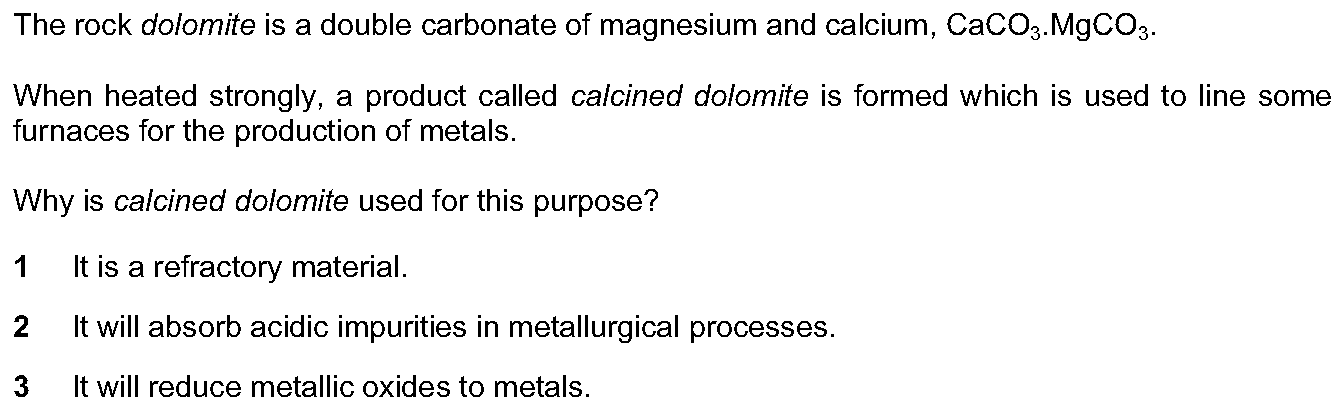 The rock dolomite is a double carbonate of magnesium and calcium, CaCO₃.MgCO₃.
When heated strongly, a product called calcined dolomite is formed which is used to line some
furnaces for the production of metals.
Why is calcined dolomite used for this purpose?
1 It is a refractory material.
2 It will absorb acidic impurities in metallurgical processes.
3 It will reduce metallic oxides to metals.